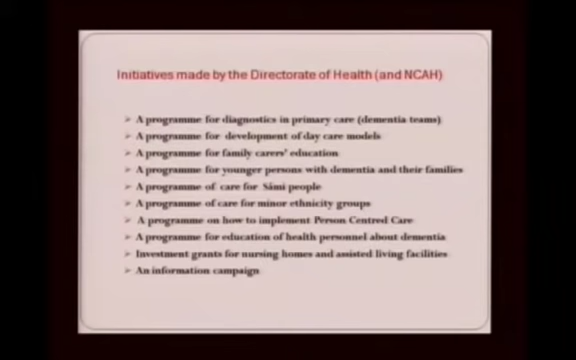 Initiatives made by the Directorate of Health (and NCAH)
A programme for diagnostics in primary care (dementia teams)
A programme for development of day care models
A programme for family carers' education
A programme for younger persons with dementia and their families
A programme of care for Sámi people
A programme of care for minor ethnicity groups
A programme on how to implement Person Centred Care
A programme for education of health personnel about dementia
Investment grants for nursing homes and assisted living facilities
An information campaign